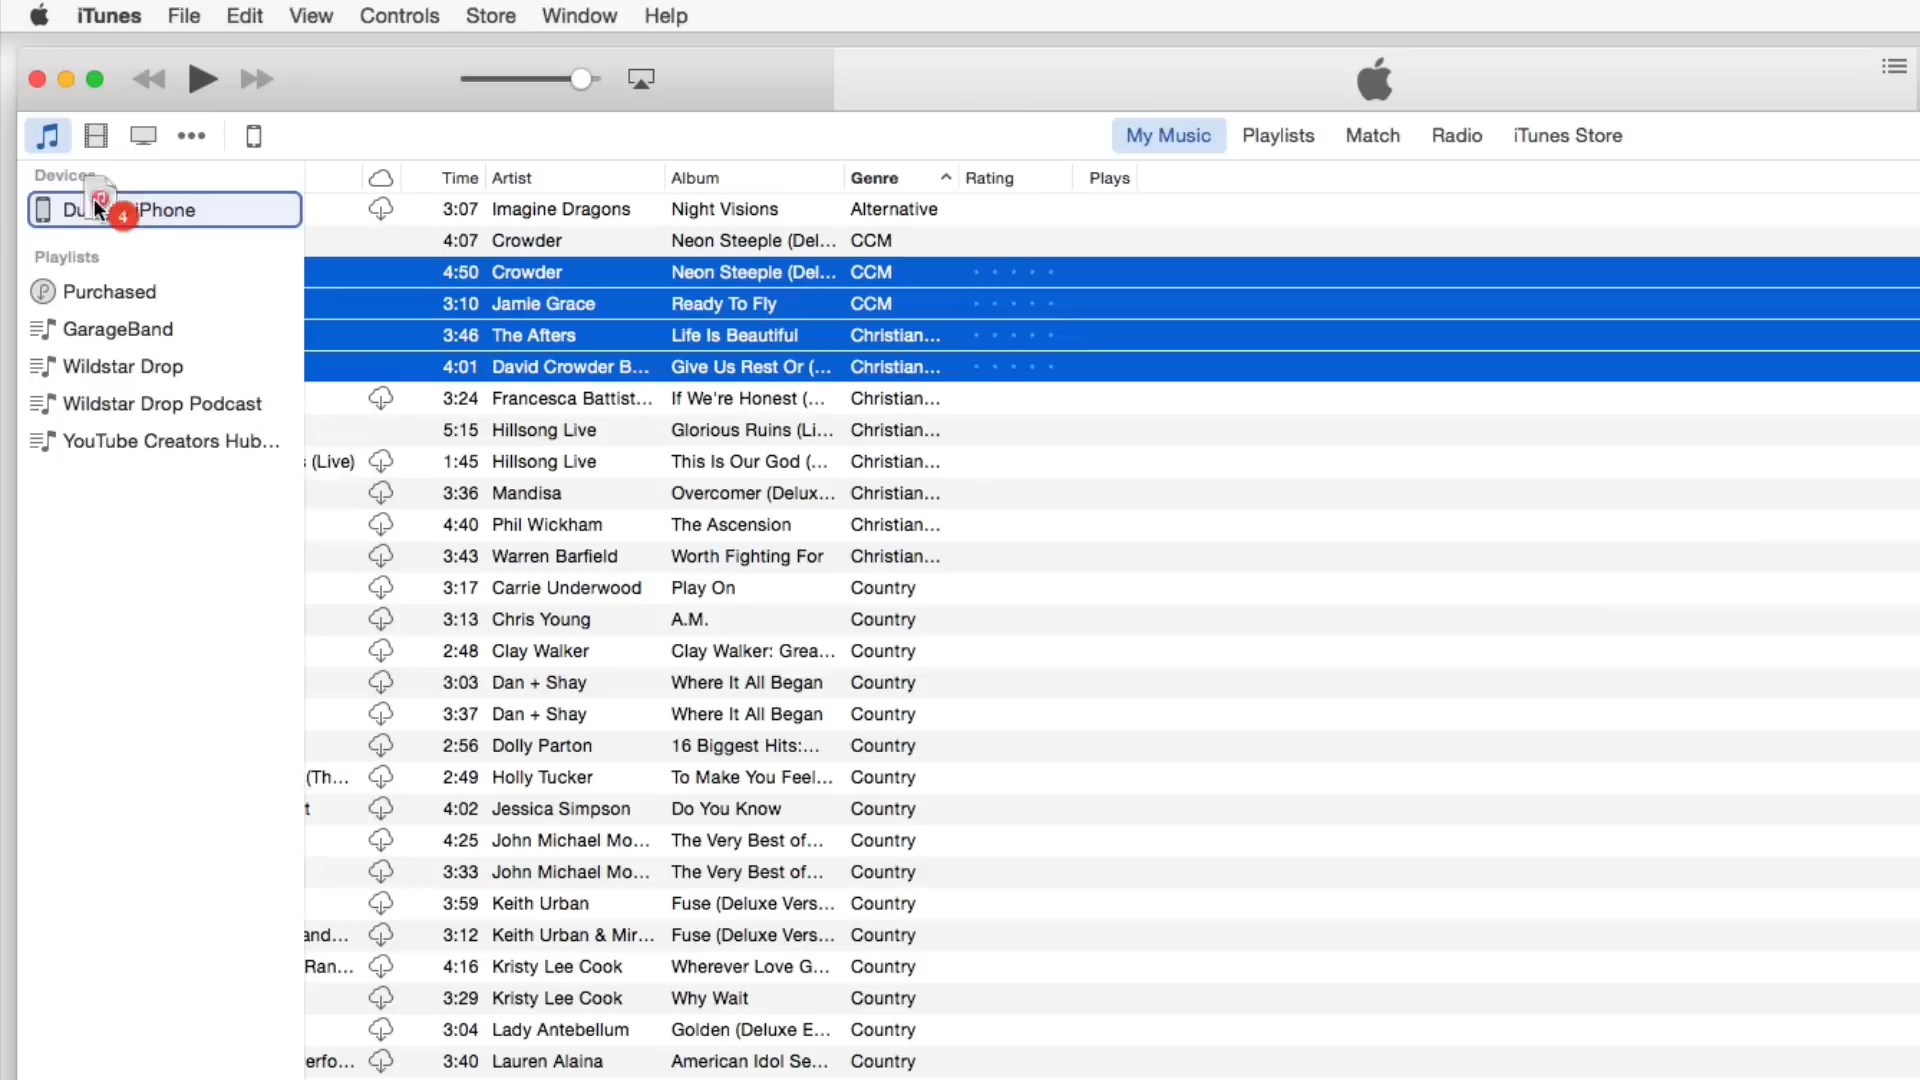 iTunes File Edit View Controls Store Window Help
My Music Playlists Match Radio iTunes Store
Devices
iPhone
4
Playlists
Purchased
GarageBand
Wildstar Drop
Wildstar Drop Podcast
YouTube Creators Hub...
Time Artist Album Genre Rating Plays
3:07 Imagine Dragons Night Visions Alternative
4:07 Crowder Neon Steeple (Del... CCM
4:50 Crowder Neon Steeple (Del... CCM
3:10 Jamie Grace Ready To Fly CCM
3:46 The Afters Life Is Beautiful Christian...
4:01 David Crowder B... Give Us Rest Or (... Christian...
3:24 Francesca Battist... If We're Honest (... Christian...
5:15 Hillsong Live Glorious Ruins (Li... Christian...
(Live) 1:45 Hillsong Live This Is Our God (... Christian...
3:36 Mandisa Overcomer (Delux... Christian...
4:40 Phil Wickham The Ascension Christian...
3:43 Warren Barfield Worth Fighting For Christian...
3:17 Carrie Underwood Play On Country
3:13 Chris Young A.M. Country
2:48 Clay Walker Clay Walker: Grea... Country
3:03 Dan + Shay Where It All Began Country
3:37 Dan + Shay Where It All Began Country
2:56 Dolly Parton 16 Biggest Hits:... Country
(Th... 2:49 Holly Tucker To Make You Feel... Country
t 4:02 Jessica Simpson Do You Know Country
4:25 John Michael Mo... The Very Best of... Country
3:33 John Michael Mo... The Very Best of... Country
3:59 Keith Urban Fuse (Deluxe Vers... Country
and... 3:12 Keith Urban & Mir... Fuse (Deluxe Vers... Country
Ran... 4:16 Kristy Lee Cook Wherever Love G... Country
3:29 Kristy Lee Cook Why Wait Country
3:04 Lady Antebellum Golden (Deluxe E... Country
erfo... 3:40 Lauren Alaina American Idol Se... Country